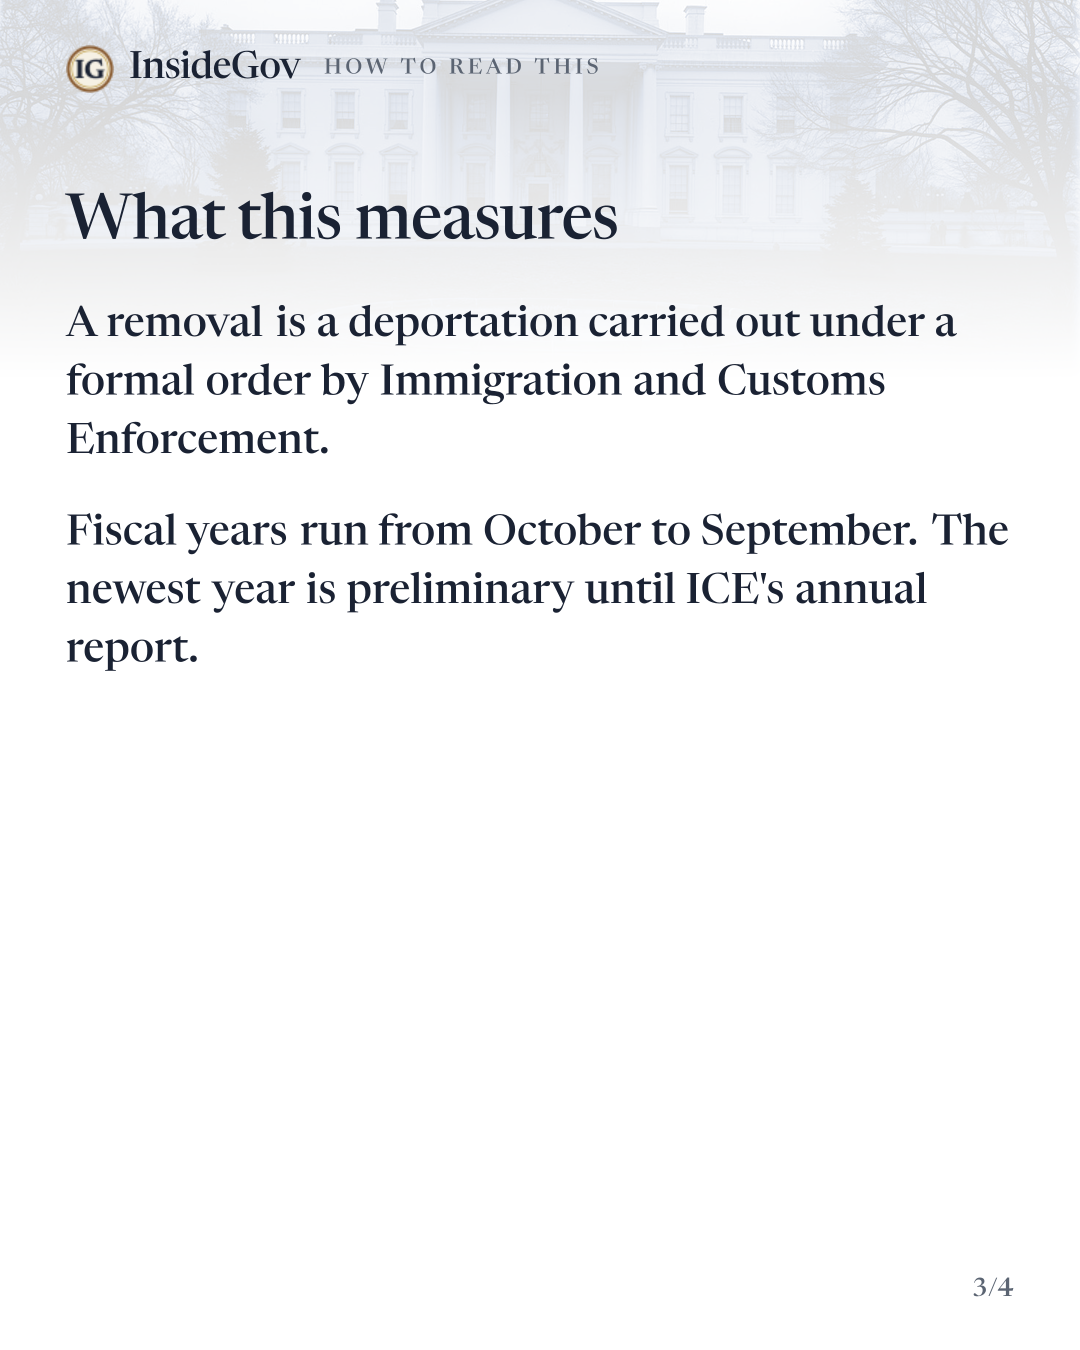 IG InsideGov HOW TO READ THIS
What this measures
A removal is a deportation carried out under a
formal order by Immigration and Customs
Enforcement.
Fiscal years run from October to September. The
newest year is preliminary until ICE's annual
report.
3/4